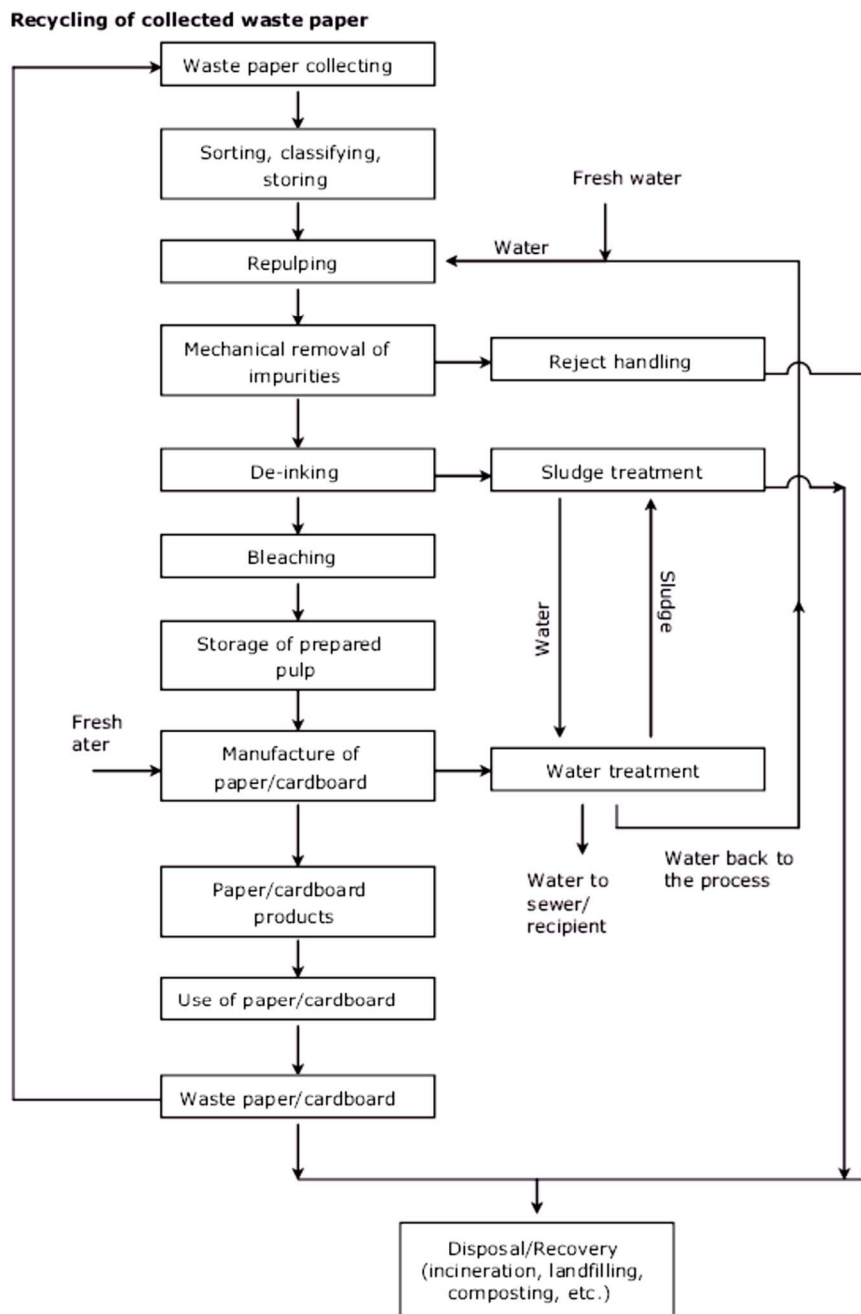 Recycling of collected waste paper
Waste paper collecting
Sorting, classifying,
storing
Fresh water
Water
Repulping
Mechanical removal of
impurities
Reject handling
De-inking
Sludge treatment
Bleaching
Water
Sludge
Storage of prepared
pulp
Fresh
ater
Manufacture of
paper/cardboard
Water treatment
Water back to
the process
Water to
sewer/
recipient
Paper/cardboard
products
Use of paper/cardboard
Waste paper/cardboard
Disposal/Recovery
(incineration, landfilling,
composting, etc.)